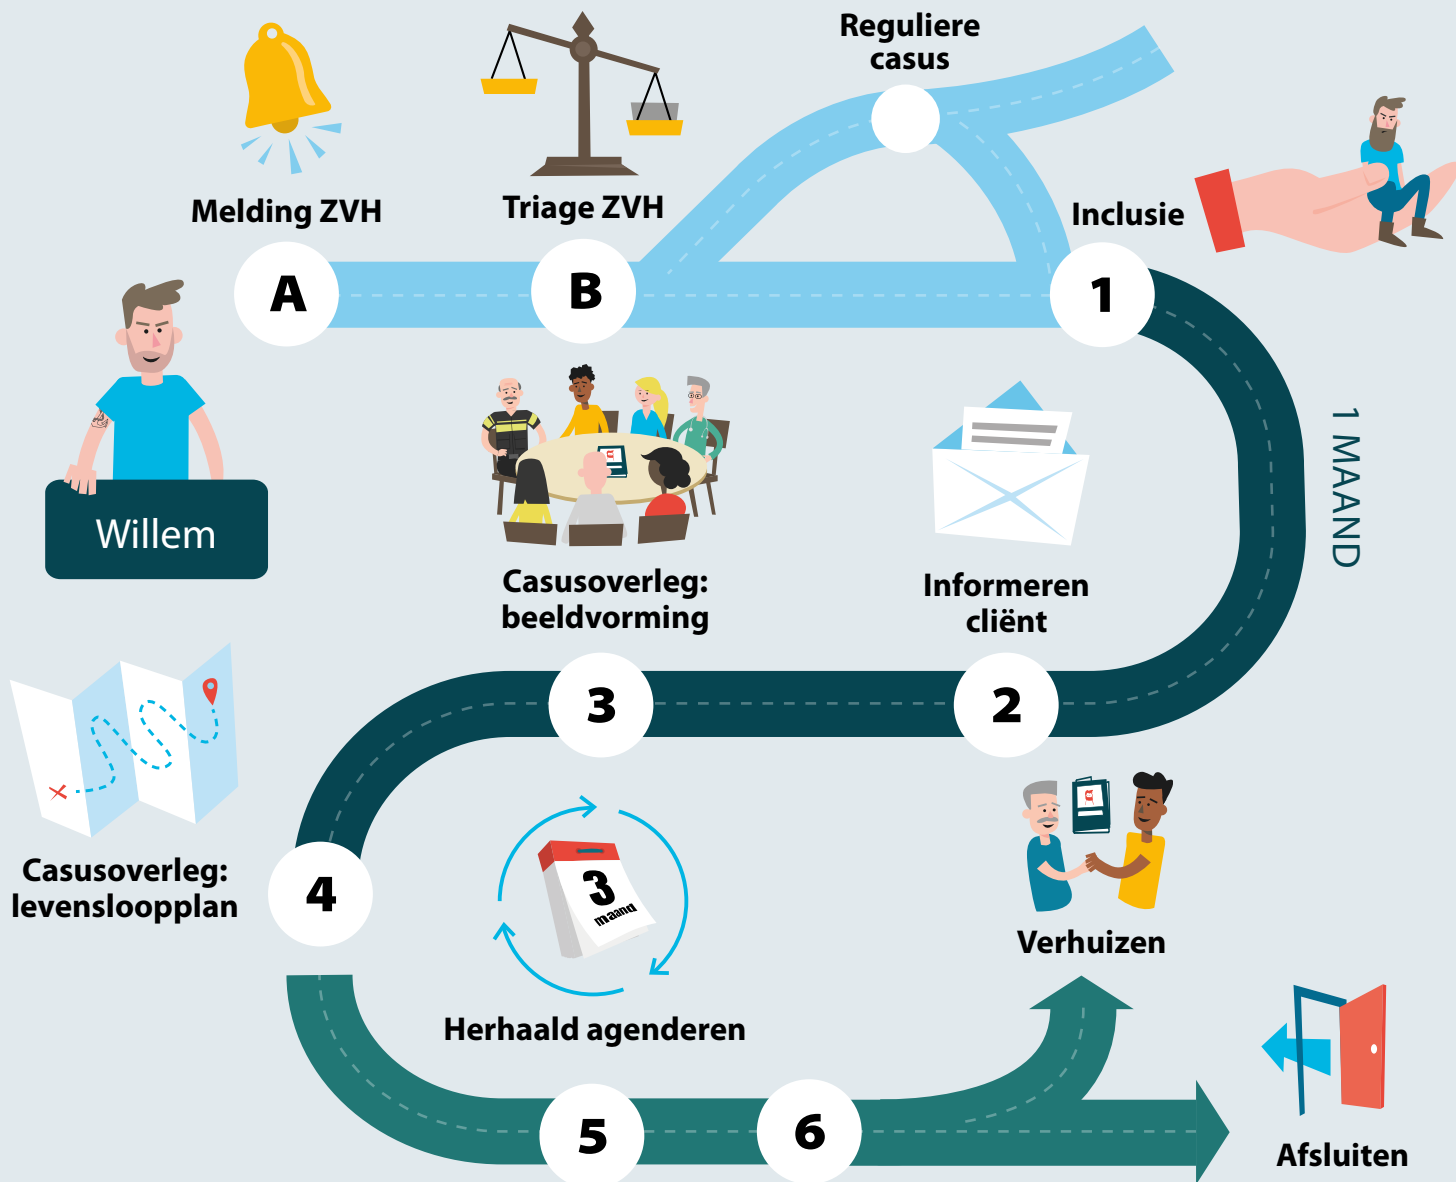 Reguliere
casus
Melding ZVH
Triage ZVH
Inclusie
A
B
1
Willem
1 MAAND
Casusoverleg:
beeldvorming
Informeren
cliënt
3
2
Casusoverleg:
levensloopplan
4
3
maand
Herhaald agenderen
Verhuizen
5
6
Afsluiten